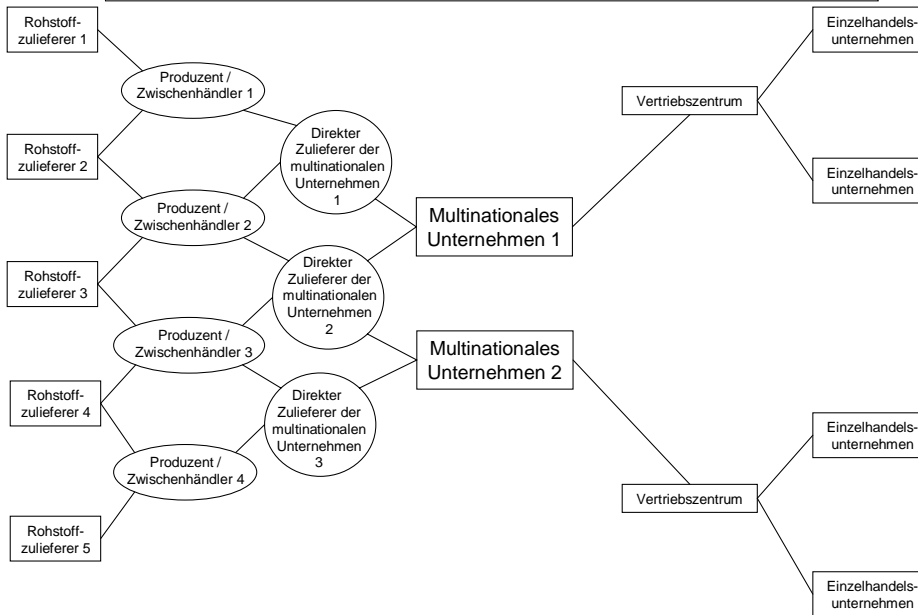 Rohstoff-
zulieferer 1
Rohstoff-
zulieferer 2
Rohstoff-
zulieferer 3
Rohstoff-
zulieferer 4
Rohstoff-
zulieferer 5
Produzent /
Zwischenhändler 1
Produzent /
Zwischenhändler 2
Produzent /
Zwischenhändler 3
Produzent /
Zwischenhändler 4
Direkter
Zulieferer der
multinationalen
Unternehmen
1
Direkter
Zulieferer der
multinationalen
Unternehmen
2
Direkter
Zulieferer der
multinationalen
Unternehmen
3
Multinationales
Unternehmen 1
Multinationales
Unternehmen 2
Vertriebszentrum
Vertriebszentrum
Einzelhandels-
unternehmen
Einzelhandels-
unternehmen
Einzelhandels-
unternehmen
Einzelhandels-
unternehmen